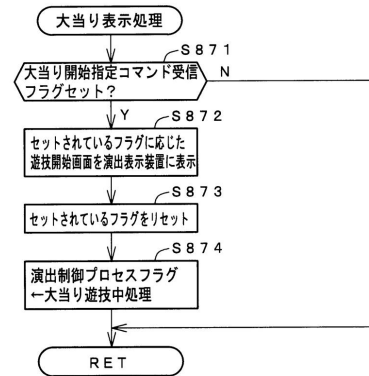 大当り表示処理
S871
大当り開始指定コマンド受信
フラグセット?
N
Y
S872
セットされているフラグに応じた
遊技開始画面を演出表示装置に表示
S873
セットされているフラグをリセット
S874
演出制御プロセスフラグ
←大当り遊技中処理
RET